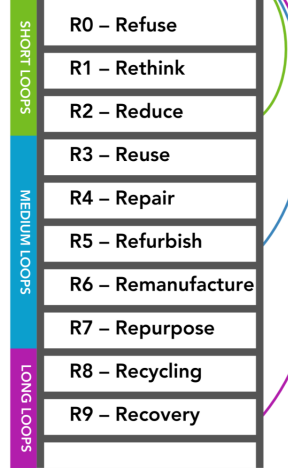 SHORT LOOPS
R0 – Refuse
R1 – Rethink
R2 – Reduce
MEDIUM LOOPS
R3 – Reuse
R4 – Repair
R5 – Refurbish
R6 – Remanufacture
R7 – Repurpose
LONG LOOPS
R8 – Recycling
R9 – Recovery